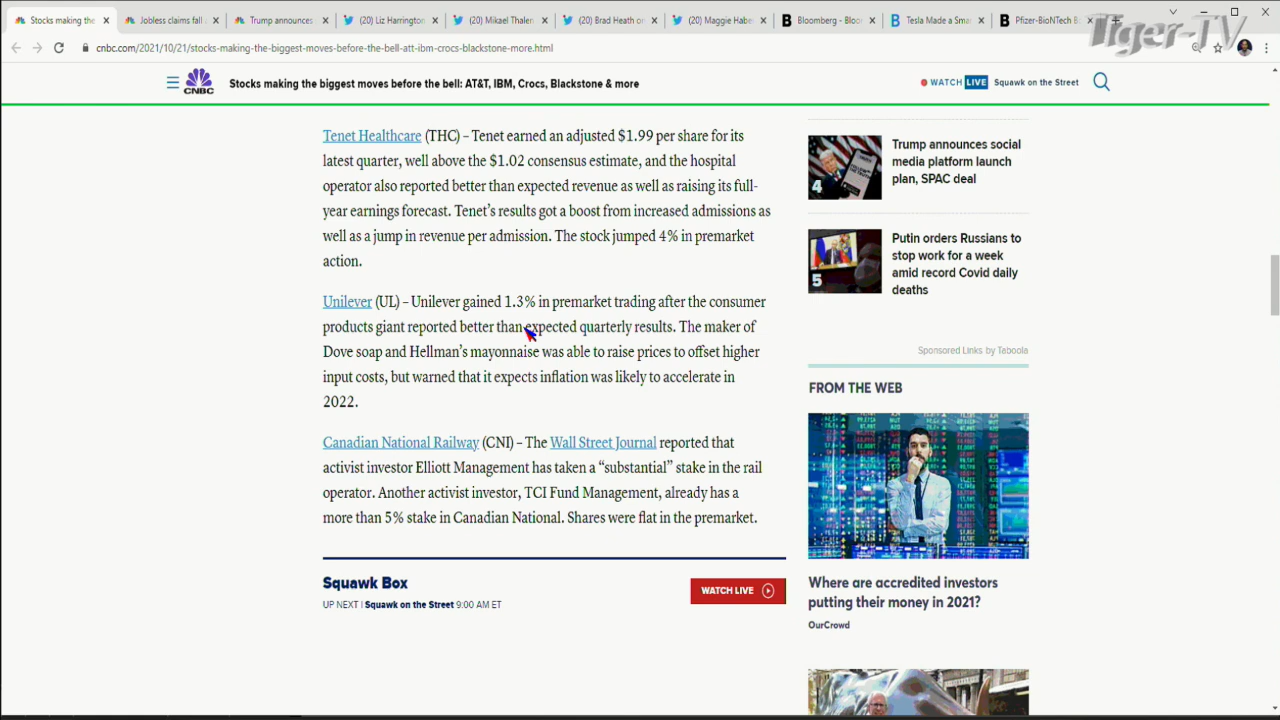 Stocks making the
Jobless claims fall
Trump announces
(20) Liz Harrington
(20) Mikael Thalen
(20) Brad Heath on
(20) Maggie Habe
Bloomberg - Bloo
Tesla Made a Sma
Pfizer-BioNTech B
Tiger-TV
cnbc.com/2021/10/21/stocks-making-the-biggest-moves-before-the-bell-att-ibm-crocs-blackstone-more.html
CNBC
Stocks making the biggest moves before the bell: AT&T, IBM, Crocs, Blackstone & more
WATCH LIVE Squawk on the Street
Tenet Healthcare (THC) – Tenet earned an adjusted $1.99 per share for its
latest quarter, well above the $1.02 consensus estimate, and the hospital
operator also reported better than expected revenue as well as raising its full-
year earnings forecast. Tenet's results got a boost from increased admissions as
well as a jump in revenue per admission. The stock jumped 4% in premarket
action.
Unilever (UL) – Unilever gained 1.3% in premarket trading after the consumer
products giant reported better than expected quarterly results. The maker of
Dove soap and Hellman's mayonnaise was able to raise prices to offset higher
input costs, but warned that it expects inflation was likely to accelerate in
2022.
Canadian National Railway (CNI) – The Wall Street Journal reported that
activist investor Elliott Management has taken a “substantial” stake in the rail
operator. Another activist investor, TCI Fund Management, already has a
more than 5% stake in Canadian National. Shares were flat in the premarket.
Squawk Box
UP NEXT | Squawk on the Street 9:00 AM ET
WATCH LIVE
4
Trump announces social
media platform launch
plan, SPAC deal
5
Putin orders Russians to
stop work for a week
amid record Covid daily
deaths
Sponsored Links by Taboola
FROM THE WEB
Where are accredited investors
putting their money in 2021?
OurCrowd